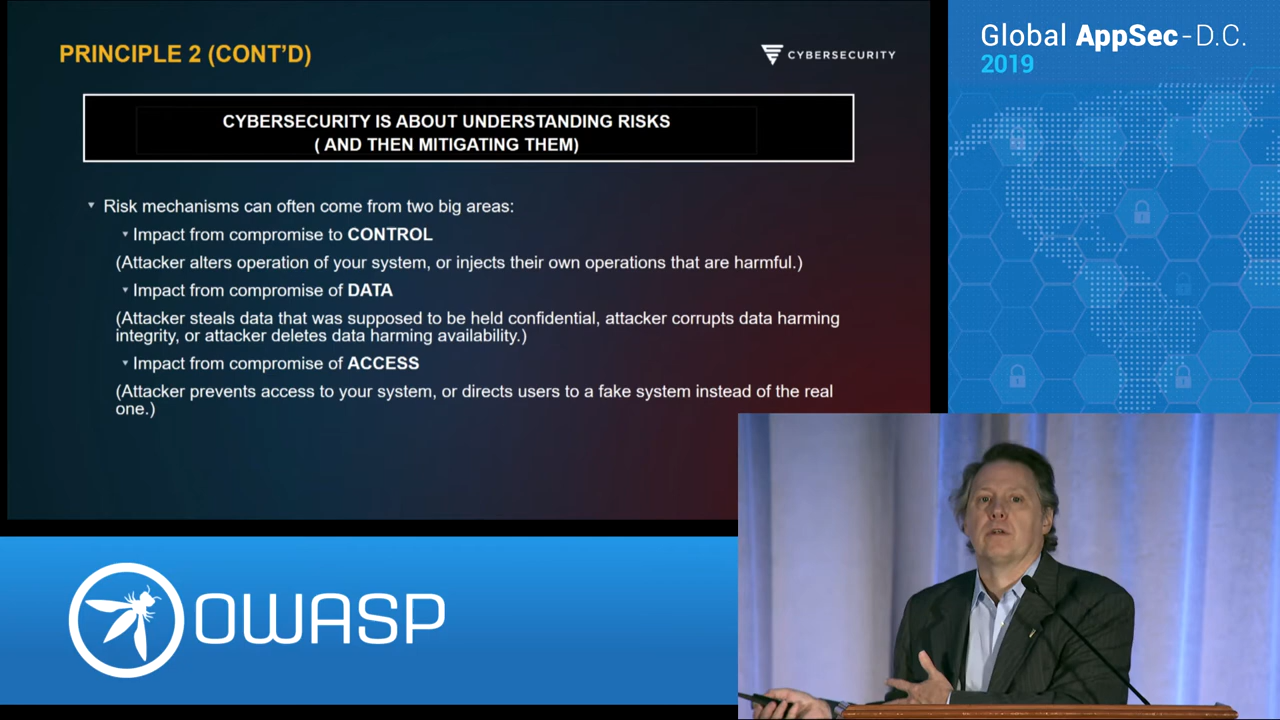 PRINCIPLE 2 (CONT'D)
CYBERSECURITY
CYBERSECURITY IS ABOUT UNDERSTANDING RISKS
( AND THEN MITIGATING THEM)
Risk mechanisms can often come from two big areas:
Impact from compromise to CONTROL
(Attacker alters operation of your system, or injects their own operations that are harmful.)
Impact from compromise of DATA
(Attacker steals data that was supposed to be held confidential, attacker corrupts data harming
integrity, or attacker deletes data harming availability.)
Impact from compromise of ACCESS
(Attacker prevents access to your system, or directs users to a fake system instead of the real
one.)
Global AppSec - D.C.
2019
OWASP